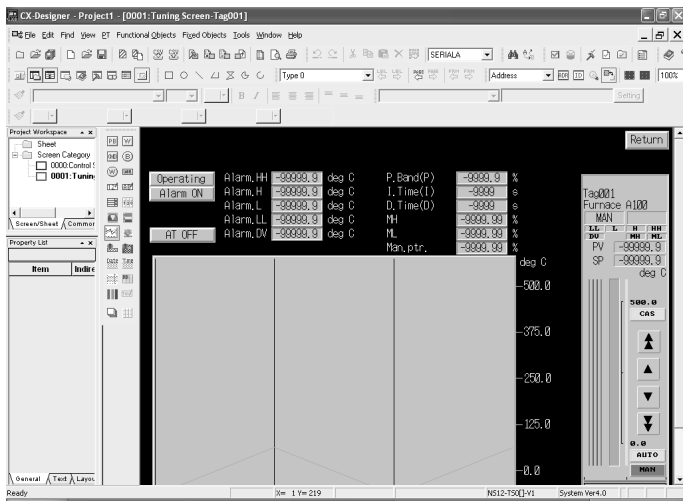 CX-Designer - Project1 - [0001:Tuning Screen-Tag001]
File Edit Find View PT Functional Objects Fixed Objects Tools Window Help
SERIALA
Type 0
Address
100%
B I
Setting
Project Workspace
Sheet
Screen Category
0000:Control S
0001:Tuning
Screen/Sheet Common
Property List
Item Indire
General Text Layou
Date Time
Return
Operating
Alarm ON
AT OFF
Alarm.HH -99999.9 deg C
Alarm.H -99999.9 deg C
Alarm.L -99999.9 deg C
Alarm.LL -99999.9 deg C
Alarm.DV -99999.9 deg C
P.Band(P) -9999.9 %
I.Time(I) -9999 s
D.Time(D) -9999 s
MH -9999.99 %
ML -9999.99 %
Man.ptr. -9999.99 %
deg C
500.0
375.0
250.0
125.0
0.0
Tag001
Furnace A100
MAN
LL L H HH
DV MH ML
PV -99999.9
SP -99999.9
deg C
500.0
CAS
0.0
AUTO
MAN
Ready
X= 1 Y= 219
NS12-TS0[]-V1
System Ver4.0